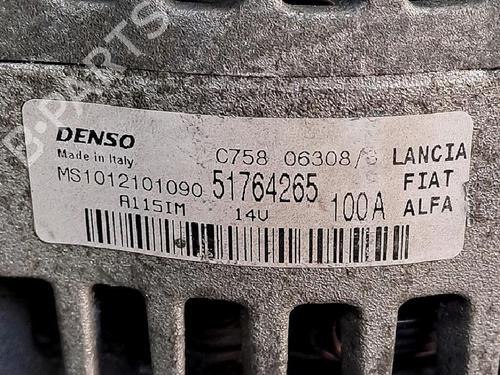 DENSO
Made in Italy
C758 06308/
MS1012101090 51764265
A115IM 14V 100A
LANCIA
FIAT
ALFA
B-PARTS